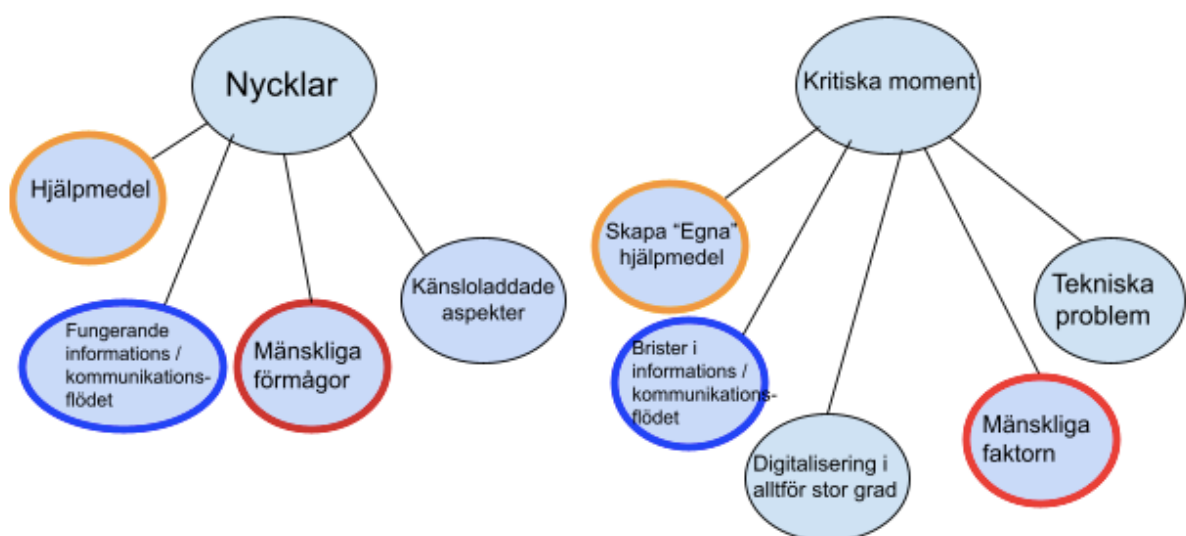 Nycklar
Hjälpmedel
Fungerande
informations /
kommunikations-
flödet
Mänskliga
förmågor
Känsloladdade
aspekter
Kritiska moment
Skapa “Egna”
hjälpmedel
Brister i
informations /
kommunikations-
flödet
Digitalisering i
alltför stor grad
Mänskliga
faktorn
Tekniska
problem